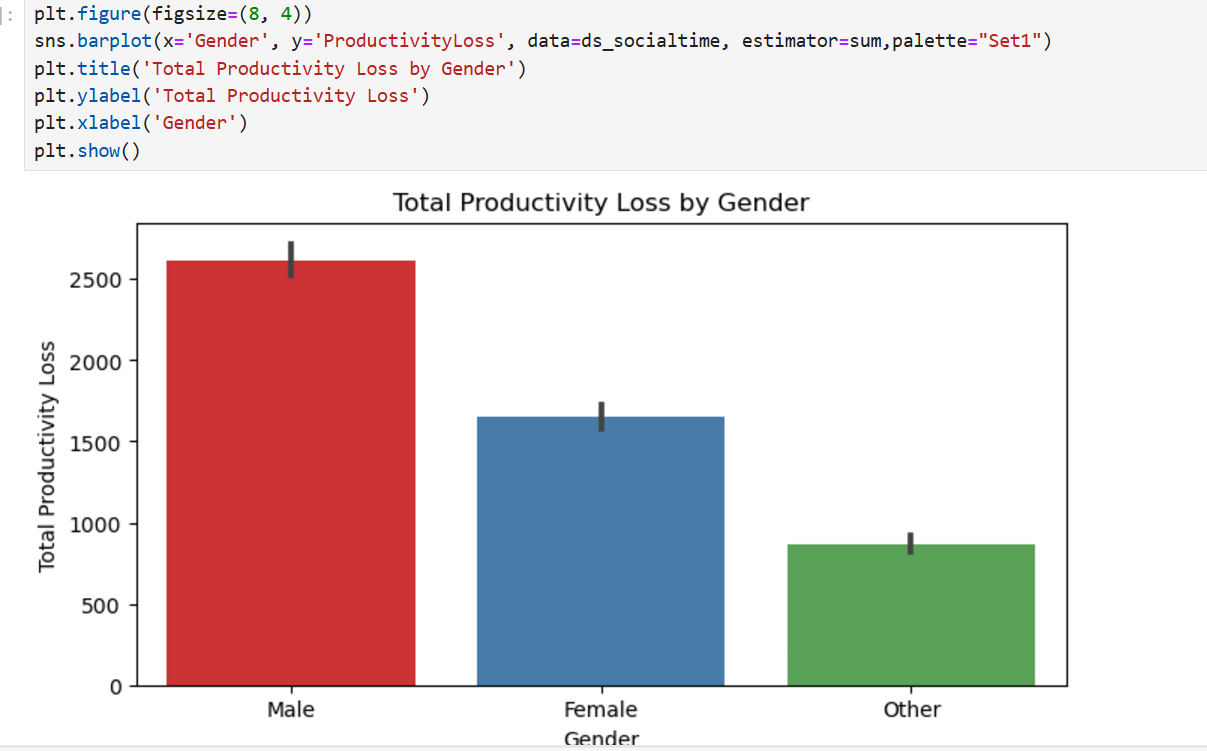 ]:
plt.figure(figsize=(8, 4))
sns.barplot(x='Gender', y='ProductivityLoss', data=ds_socialtime, estimator=sum,palette="Set1")
plt.title('Total Productivity Loss by Gender')
plt.ylabel('Total Productivity Loss')
plt.xlabel('Gender')
plt.show()
Total Productivity Loss by Gender
Total Productivity Loss
2500
2000
1500
1000
500
0
Male Female Other
Gender